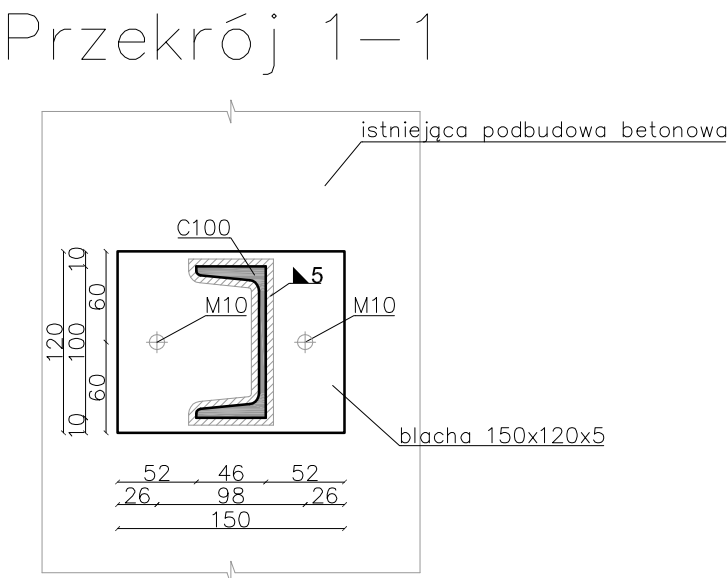 Przekrój 1-1
istniejąca podbudowa betonowa
C100
5
M10
M10
10
60
120
100
60
10
blacha 150x120x5
52
46
52
26
98
26
150